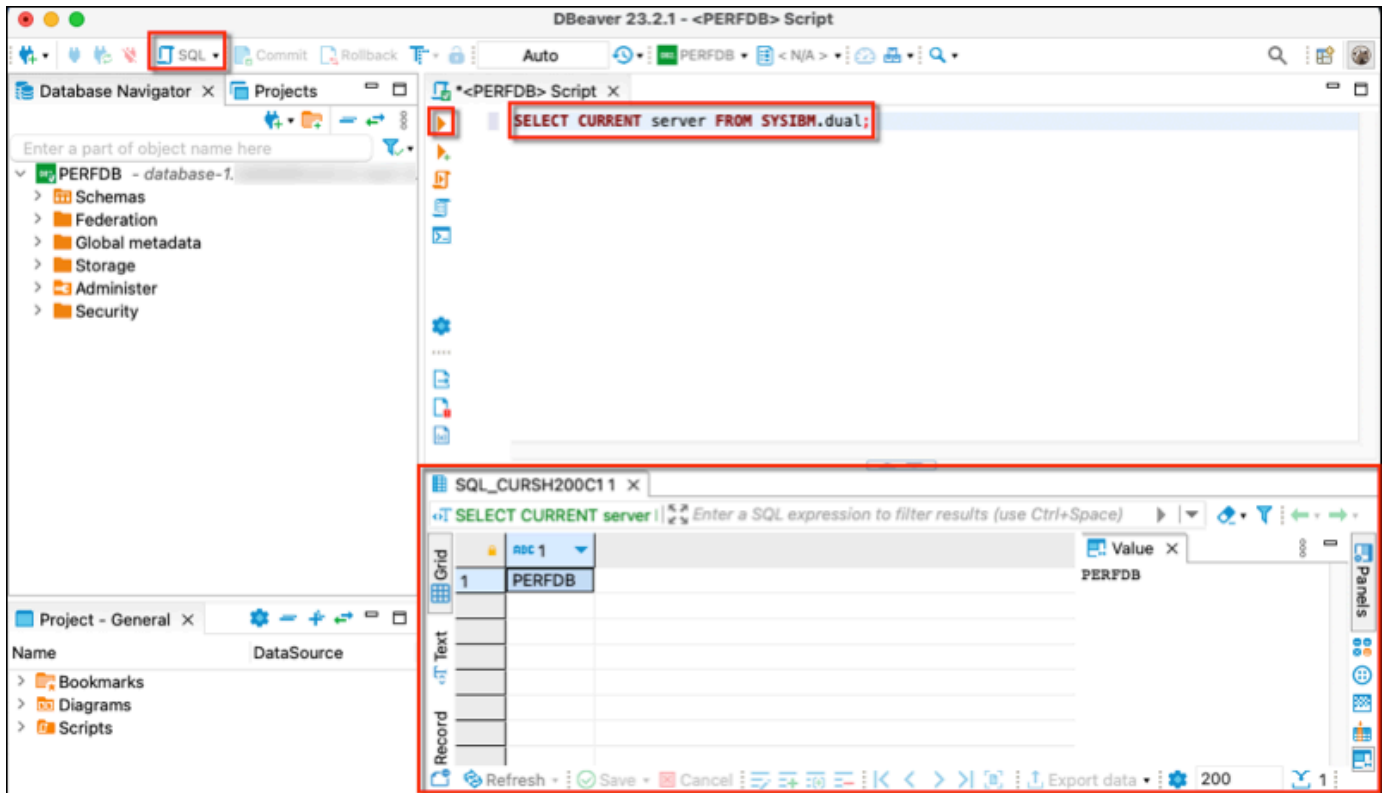 DBeaver 23.2.1 - <PERFDB> Script
SQL Commit Rollback Auto PERFDB < N/A >
Database Navigator Projects
*<PERFDB> Script
SELECT CURRENT server FROM SYSIBM.dual;
Enter a part of object name here
PERFDB - database-1.
Schemas
Federation
Global metadata
Storage
Administer
Security
SQL_CURSH200C1 1
SELECT CURRENT server Enter a SQL expression to filter results (use Ctrl+Space)
Grid
Text
Record
ABC 1
1 PERFDB
Value
PERFDB
Panels
Project - General
Name DataSource
Bookmarks
Diagrams
Scripts
Refresh Save Cancel Export data 200 1